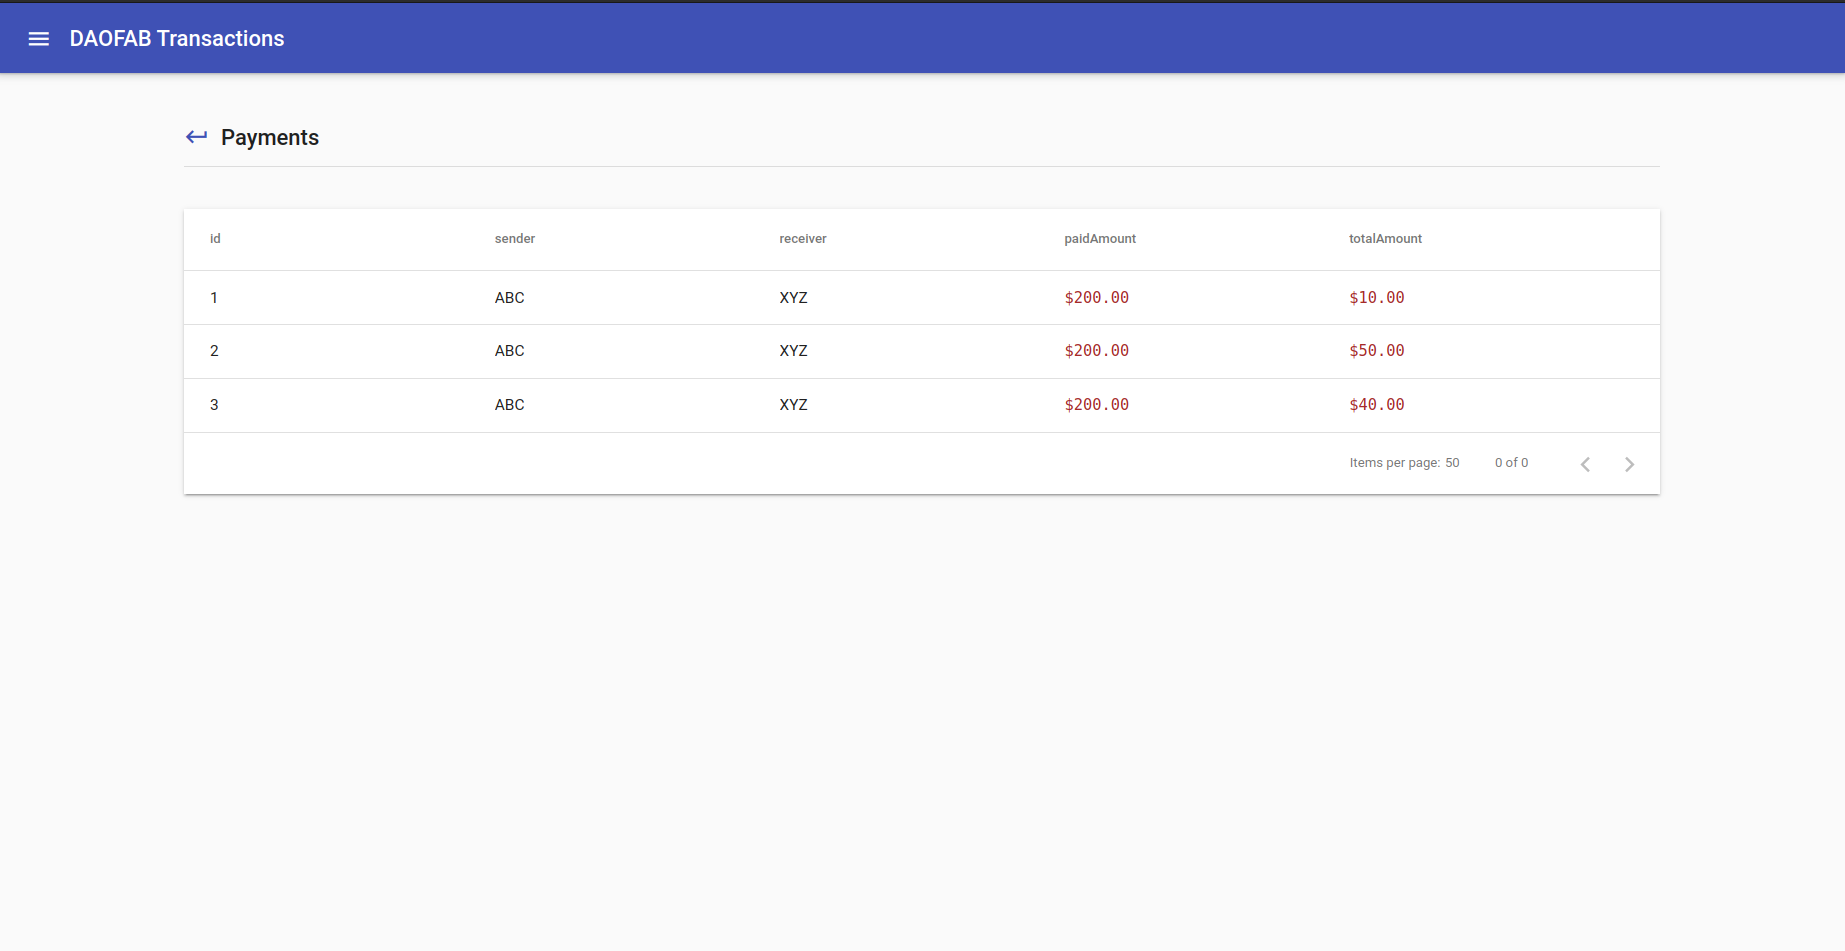 DAOFAB Transactions
Payments
id sender receiver paidAmount totalAmount
1 ABC XYZ $200.00 $10.00
2 ABC XYZ $200.00 $50.00
3 ABC XYZ $200.00 $40.00
Items per page: 50 0 of 0